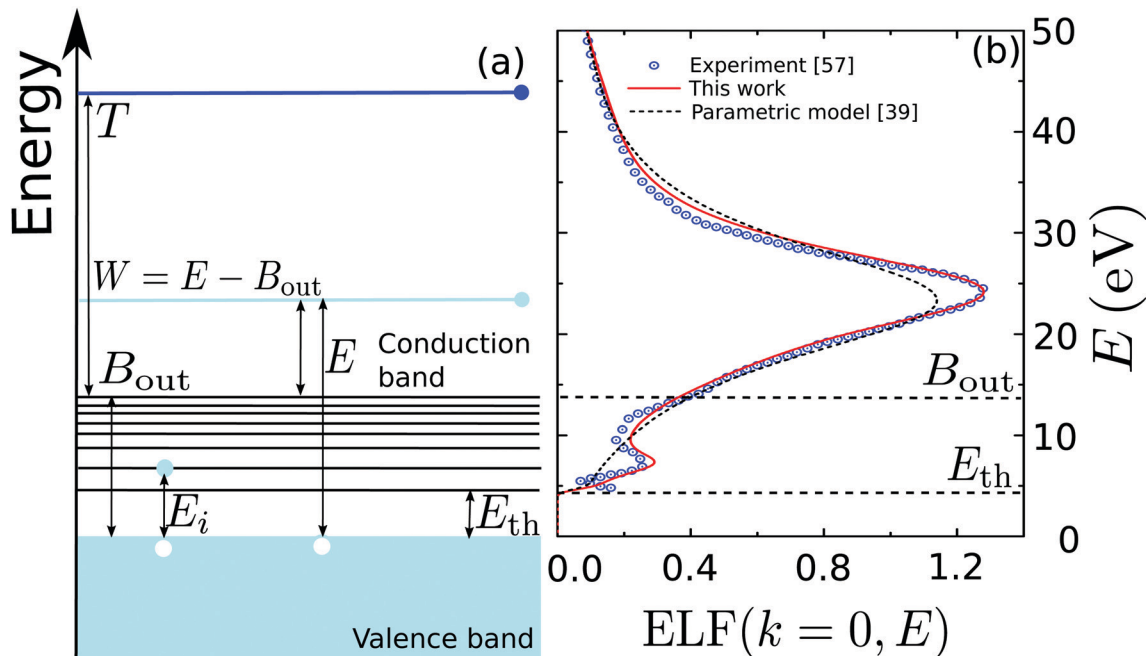 Energy
(a)
T
W = E − B_out
E
Conduction
band
B_out
E_i
E_th
Valence band
(b)
Experiment [57]
This work
Parametric model [39]
50
40
30
20
10
0
E (eV)
B_out
E_th
0.0 0.4 0.8 1.2
ELF(k = 0, E)